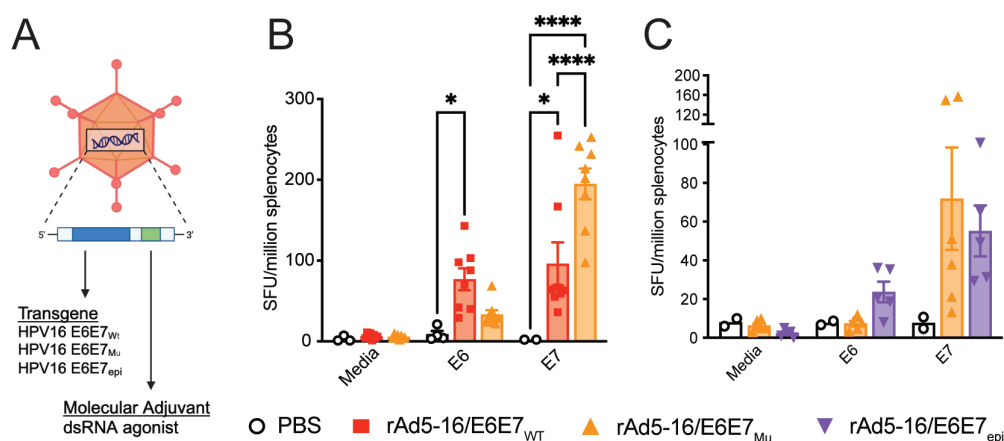 A
5'
3'
Transgene
HPV16 E6E7Wt
HPV16 E6E7Mu
HPV16 E6E7epi
Molecular Adjuvant
dsRNA agonist
B
****
****
*
*
SFU/million splenocytes
300
200
100
0
Media
E6
E7
C
SFU/million splenocytes
200
160
120
100
80
60
40
20
0
Media
E6
E7
PBS
rAd5-16/E6E7WT
rAd5-16/E6E7Mu
rAd5-16/E6E7epi